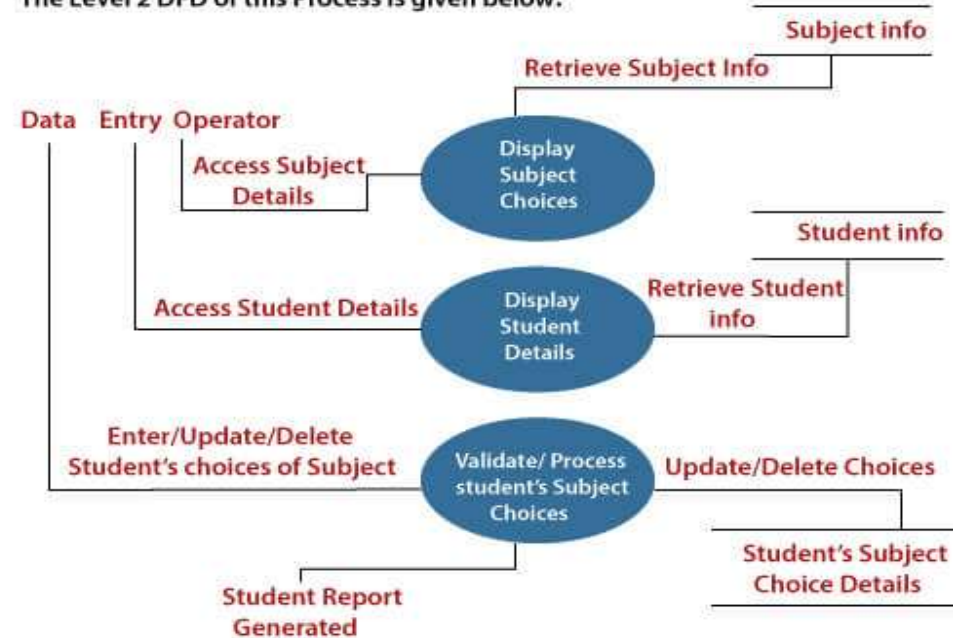 The Level 2 DFD of this Process is given below:
Subject info
Retrieve Subject Info
Data Entry Operator
Access Subject
Details
Display
Subject
Choices
Student info
Access Student Details
Display
Student
Details
Retrieve Student
info
Enter/Update/Delete
Student's choices of Subject
Validate/ Process
student's Subject
Choices
Update/Delete Choices
Student's Subject
Choice Details
Student Report
Generated